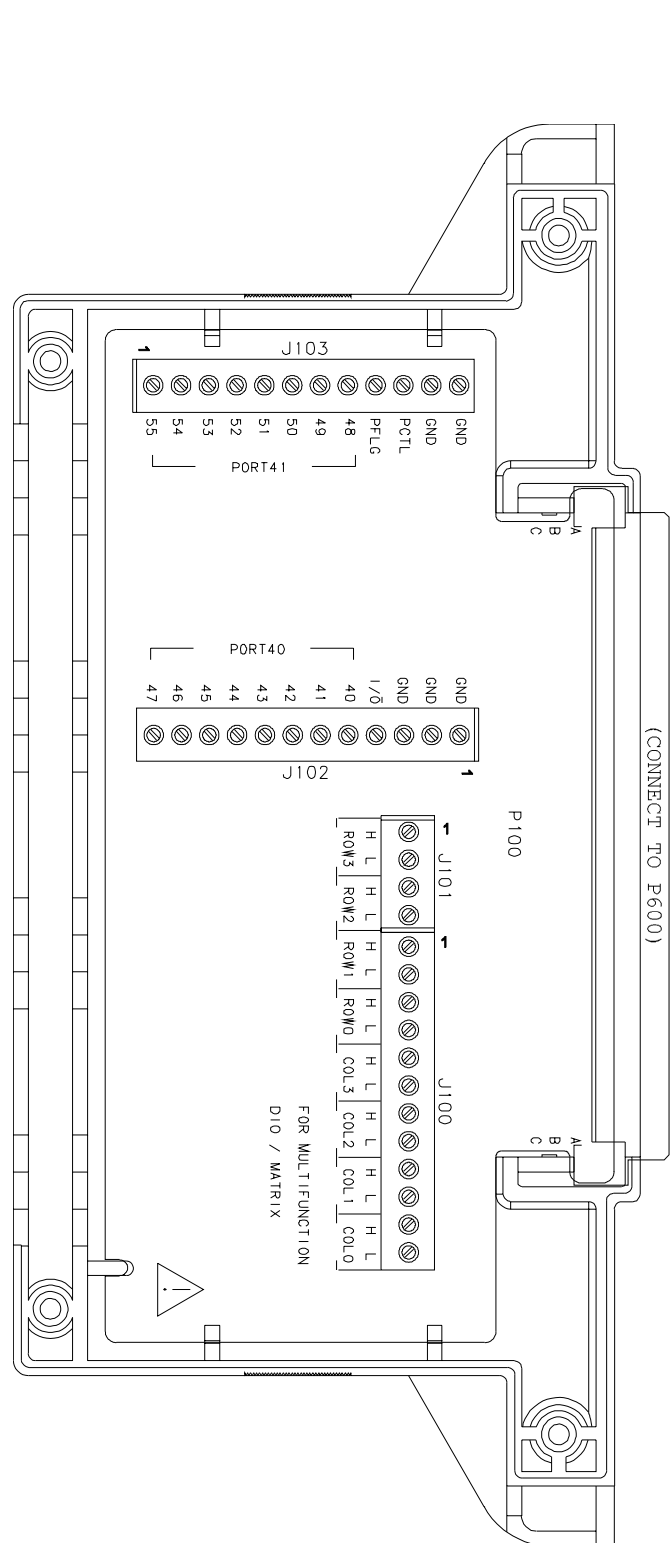 1
J103
55
54
53
52
51
50
49
48
PFLG
PCTL
GND
GND
PORT41
A
B
C
PORT40
47
46
45
44
43
42
41
40
I/O̅
GND
GND
GND
J102
1
(CONNECT TO P600)
P100
1
J101
H
L
ROW3
H
L
ROW2
1
J100
H
L
ROW1
H
L
ROW0
H
L
COL3
H
L
COL2
H
L
COL1
H
L
COL0
FOR MULTIFUNCTION
DIO / MATRIX
A
B
C
!